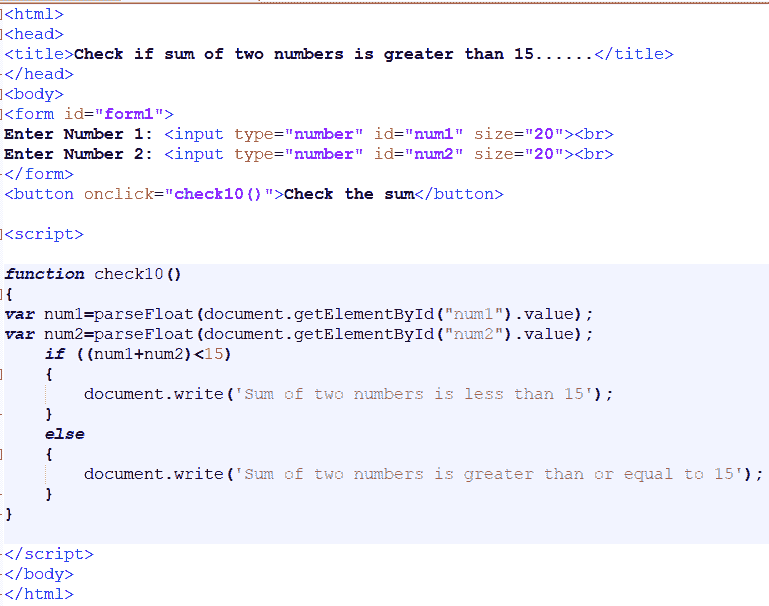 <html>
<head>
<title>Check if sum of two numbers is greater than 15......</title>
</head>
<body>
<form id="form1">
Enter Number 1: <input type="number" id="num1" size="20"><br>
Enter Number 2: <input type="number" id="num2" size="20"><br>
</form>
<button onclick="check10()">Check the sum</button>
<script>
function check10()
{
var num1=parseFloat(document.getElementById("num1").value);
var num2=parseFloat(document.getElementById("num2").value);
if ((num1+num2)<15)
{
document.write('Sum of two numbers is less than 15');
}
else
{
document.write('Sum of two numbers is greater than or equal to 15');
}
}
</script>
</body>
</html>